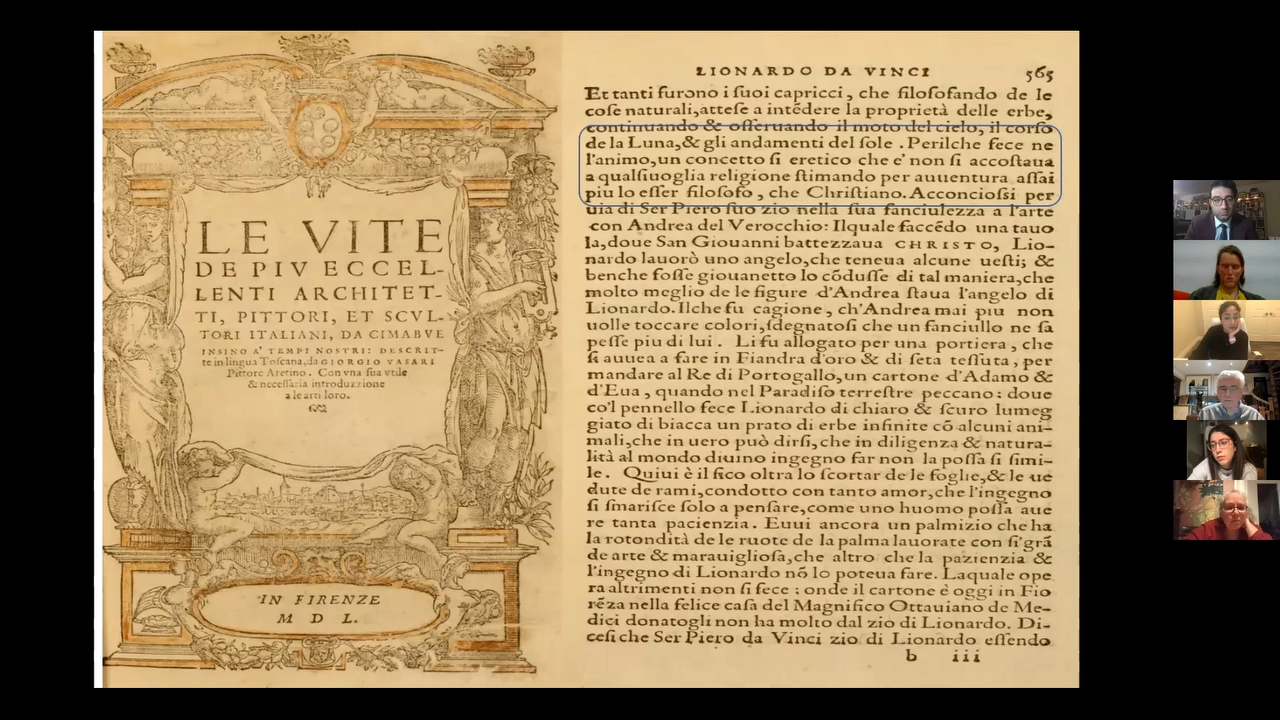 LE VITE
DE PIV ECCEL-
LENTI ARCHITET-
TI, PITTORI, ET SCVL-
TORI ITALIANI, DA CIMABVE
INSINO A' TEMPI NOSTRI: DESCRIT-
te in lingua Toscana, da GIORGIO VASARI
Pittore Aretino. Con vna sua vtile
& necessaria introduzzione
a le arti loro.
IN FIRENZE
M D L.
LIONARDO DA VINCI 565
Et tanti furono i ſuoi capricci, che filoſofando de le
coſe naturali, atteſe a intēdere la proprietà delle erbe,
continuando & oſſeruando il moto del cielo, il corſo
de la Luna, & gli andamenti del ſole. Perilche fece ne
l'animo, un concetto ſi eretico che e' non ſi accoſtaua
a qualſiuoglia religione ſtimando per auuentura aſſai
piu lo eſſer filoſofo, che Chriſtiano. Acconcioſſi per
uia di Ser Piero ſuo zio nella ſua fanciulezza a l'arte
con Andrea del Verocchio: Ilquale faccēdo una tauo
la, doue San Giouanni battezzaua CHRISTO, Lio-
nardo lauorò uno angelo, che teneua alcune ueſti; &
benche foſſe giouanetto lo cōduſſe di tal maniera, che
molto meglio de le figure d'Andrea ſtaua l'angelo di
Lionardo. Ilche fu cagione, ch'Andrea mai piu non
uolle toccare colori, ſdegnatoſi che un fanciullo ne ſa
peſſe piu di lui. Li fu allogato per una portiera, che
ſi auuea a fare in Fiandra d'oro & di ſeta teſſuta, per
mandare al Re di Portogallo, un cartone d'Adamo &
d'Eua, quando nel Paradiſo terreſtre peccano: doue
co'l pennello fece Lionardo di chiaro & ſcuro lumeg
giato di biacca un prato di erbe infinite cō alcuni ani-
mali, che in uero può dirſi, che in diligenza & natura-
lità al mondo diuino ingegno far non la poſſa ſi ſimi-
le. Quiui è il fico oltra lo ſcortar de le foglie, & le ue
dute de rami, condotto con tanto amor, che l'ingegno
ſi ſmariſce ſolo a penſare, come uno huomo poſſa aue
re tanta pacienzia. Euui ancora un palmizio che ha
la rotondità de le ruote de la palma lauorate con ſi grā
de arte & marauiglioſa, che altro che la pazienzia &
l'ingegno di Lionardo nō lo poteua fare. Laquale ope
ra altrimenti non ſi fece: onde il cartone è oggi in Fio
rēza nella felice caſa del Magnifico Ottauiano de Me-
dici donatogli non ha molto dal zio di Lionardo. Di-
ceſi che Ser Piero da Vinci zio di Lionardo eſſendo
b iii